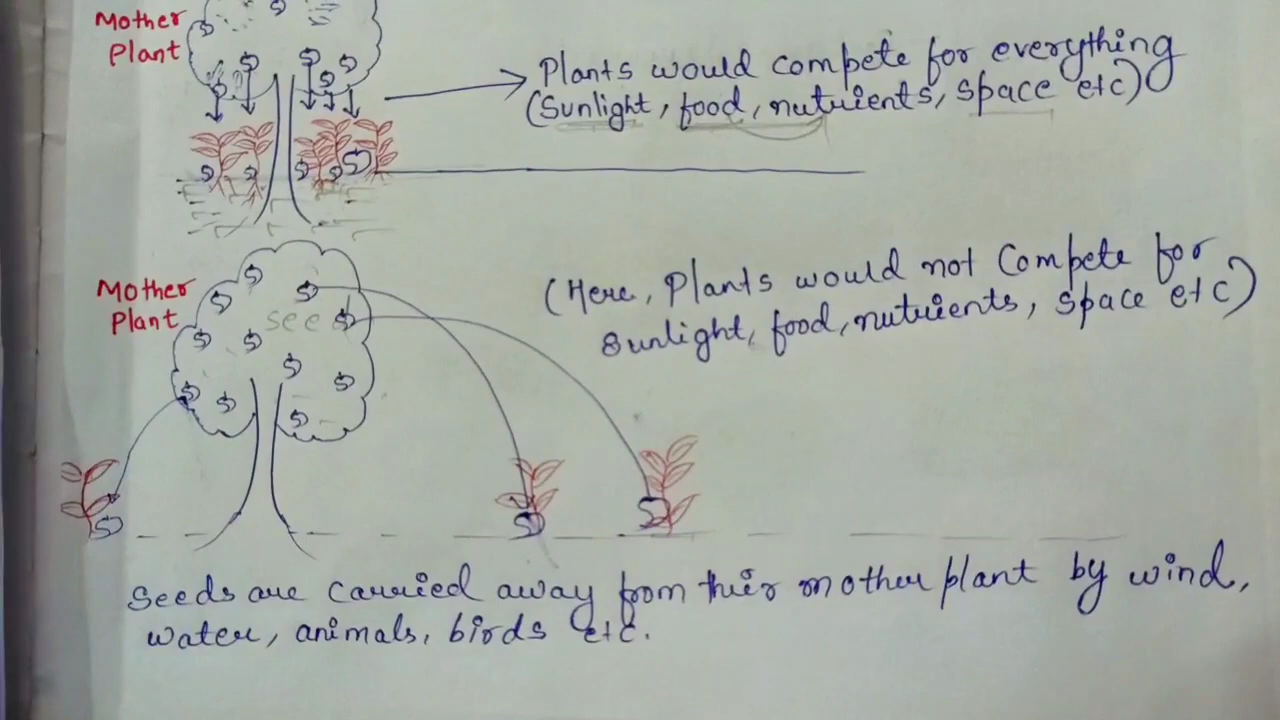 Mother
Plant
Plants would compete for everything
(Sunlight, food, nutrients, space etc)
Mother
Plant
see
(Here, Plants would not Compete for
Sunlight, food, nutrients, space etc)
Seeds are carried away from their mother plant by wind,
water, animals, birds etc.